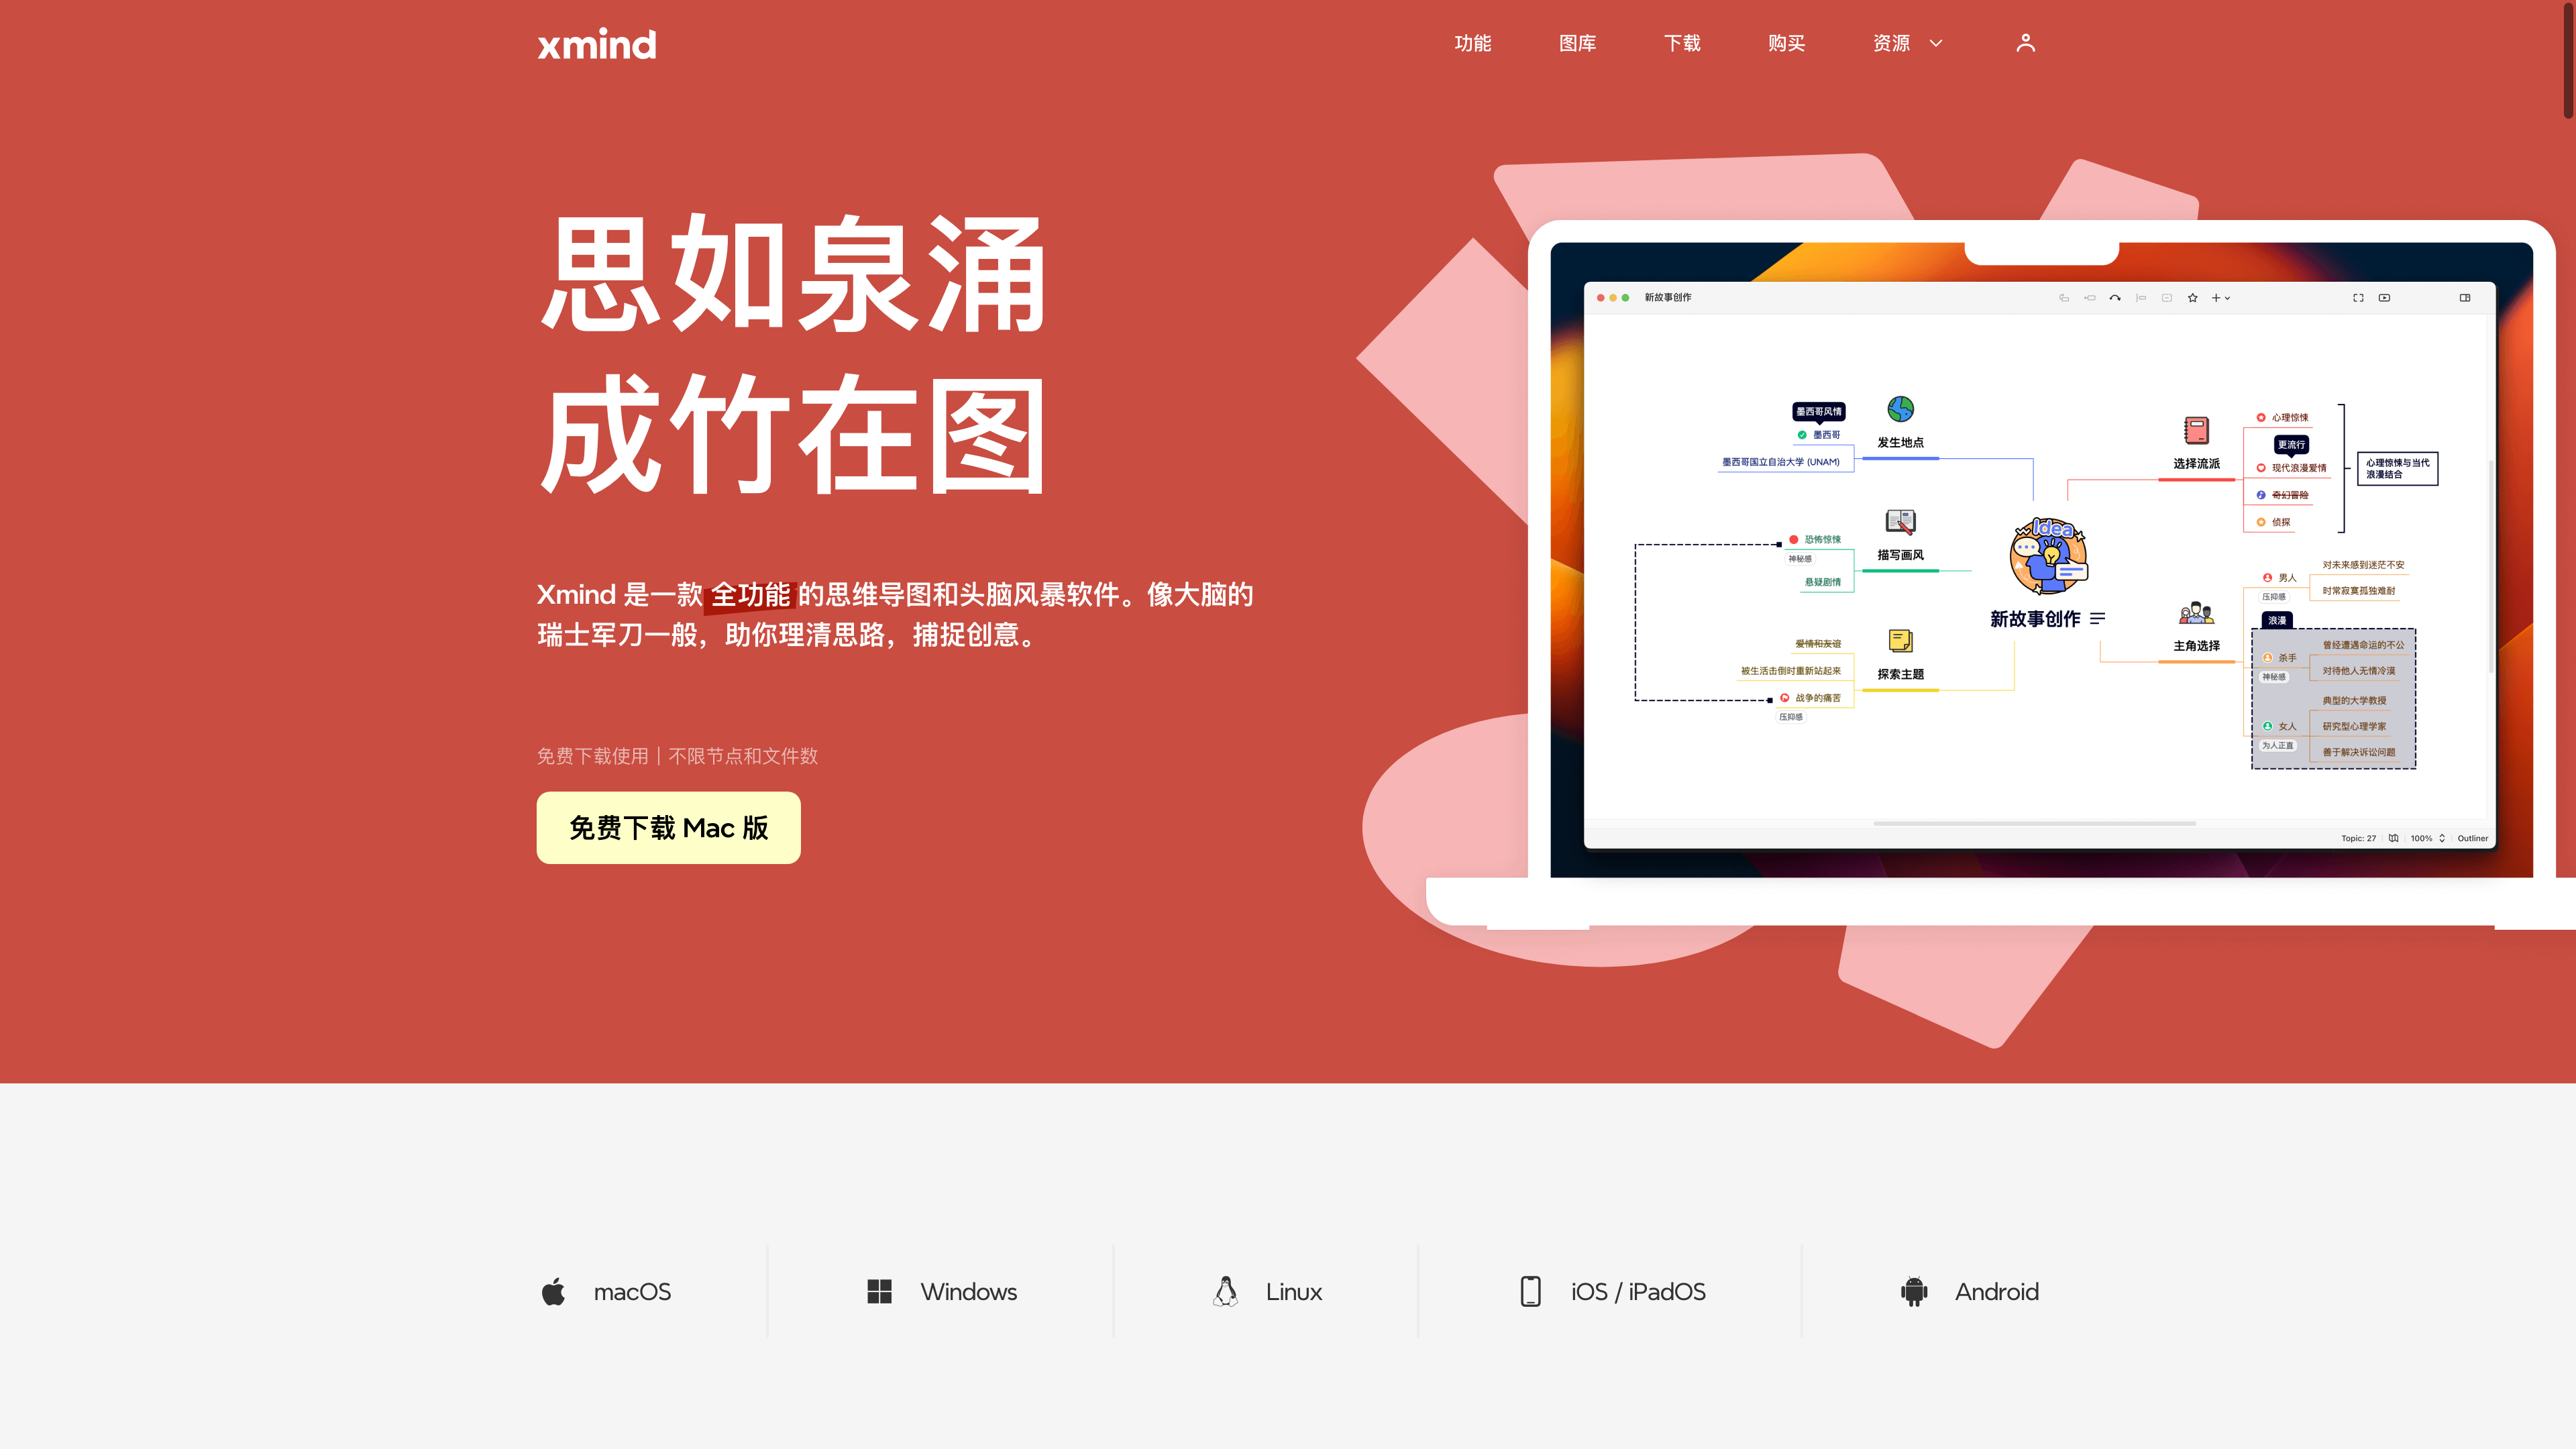 xmind
功能
图库
下载
购买
资源
思如泉涌
成竹在图
Xmind 是一款 全功能 的思维导图和头脑风暴软件。像大脑的
瑞士军刀一般，助你理清思路，捕捉创意。
免费下载使用｜不限节点和文件数
免费下载 Mac 版
新故事创作
墨西哥风情
墨西哥
墨西哥国立自治大学 (UNAM)
发生地点
恐怖惊悚
神秘感
悬疑剧情
描写画风
爱情和友谊
被生活击倒时重新站起来
战争的痛苦
压抑感
探索主题
Idea
新故事创作
选择流派
心理惊悚
更流行
现代浪漫爱情
奇幻冒险
侦探
心理惊悚与当代
浪漫结合
主角选择
男人
压抑感
对未来感到迷茫不安
时常寂寞孤独难耐
浪漫
杀手
神秘感
曾经遭遇命运的不公
对待他人无情冷漠
女人
为人正直
典型的大学教授
研究型心理学家
善于解决诉讼问题
Topic: 27
100%
Outliner
macOS
Windows
Linux
iOS / iPadOS
Android